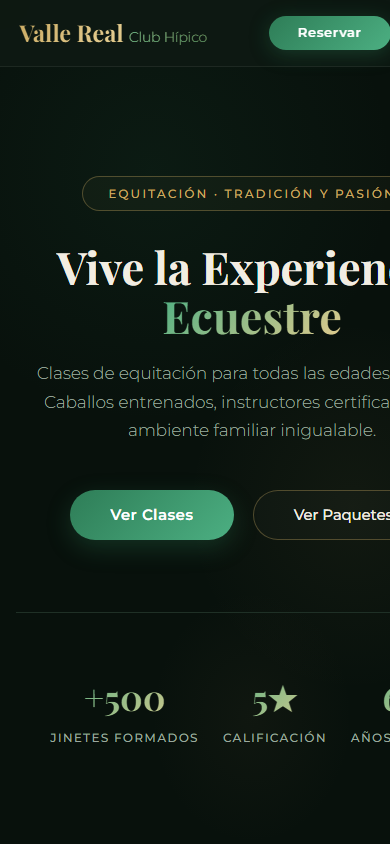 Valle Real Club Hípico
Reservar
EQUITACIÓN · TRADICIÓN Y PASIÓN
Vive la Experienc
Ecuestre
Clases de equitación para todas las edades
Caballos entrenados, instructores certifica
ambiente familiar inigualable.
Ver Clases
Ver Paquetes
+500
5★
JINETES FORMADOS
CALIFICACIÓN
AÑOS